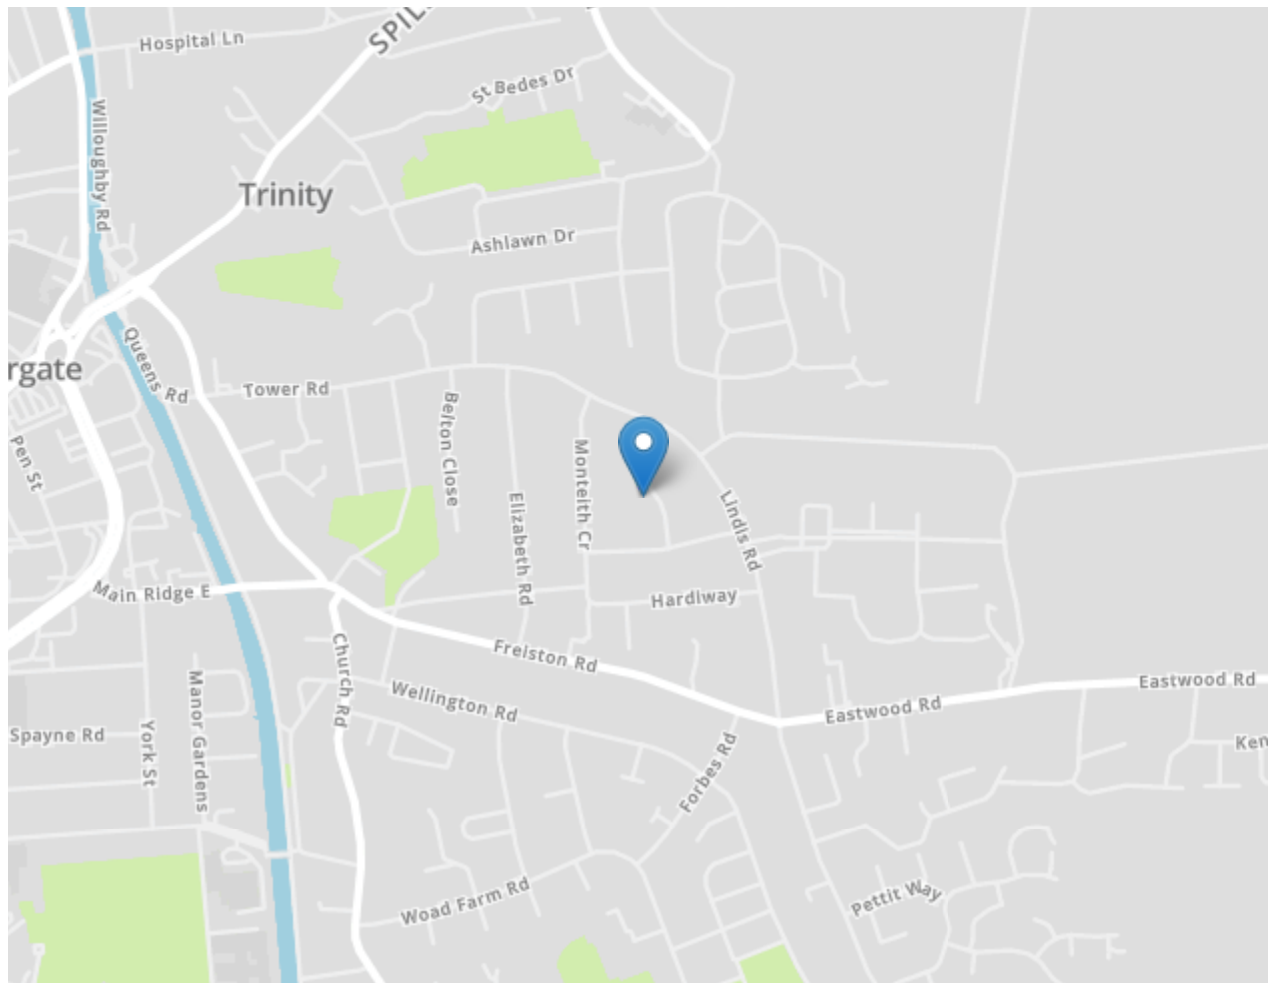 Hospital Ln
SPIL
St Bedes Dr
Willoughby Rd
Trinity
Ashlawn Dr
Queens Rd
rgate
Tower Rd
Belton Close
Pen St
Monteith Cr
Elizabeth Rd
Lindis Rd
Main Ridge E
Hardiway
Church Rd
Freiston Rd
Manor Gardens
Wellington Rd
Eastwood Rd
Eastwood Rd
Spayne Rd
York St
Forbes Rd
Ken
Woad Farm Rd
Pettit Way